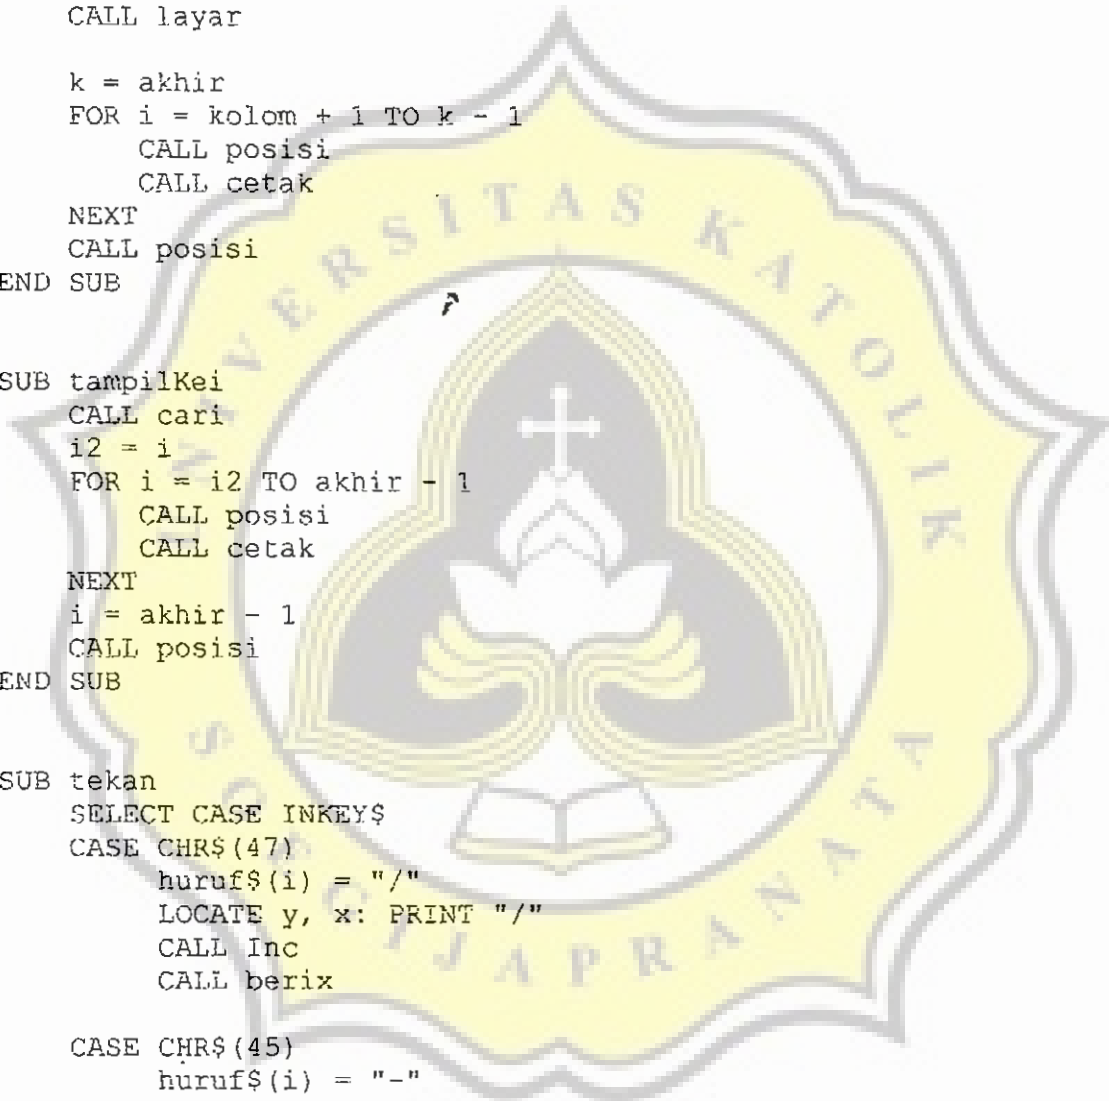 CALL layar

k = akhir
FOR i = kolom + 1 TO k - 1
CALL posisi
CALL cetak
NEXT
CALL posisi
END SUB

SUB tampilKei
CALL cari
i2 = i
FOR i = i2 TO akhir - 1
CALL posisi
CALL cetak
NEXT
i = akhir - 1
CALL posisi
END SUB

SUB tekan
SELECT CASE INKEY$
CASE CHR$(47)
huruf$(i) = "/"
LOCATE y, x: PRINT "/"
CALL Inc
CALL berix

CASE CHR$(45)
huruf$(i) = "-"
UNIVERSITAS KATOLIK
SOEGIJAPRANATA